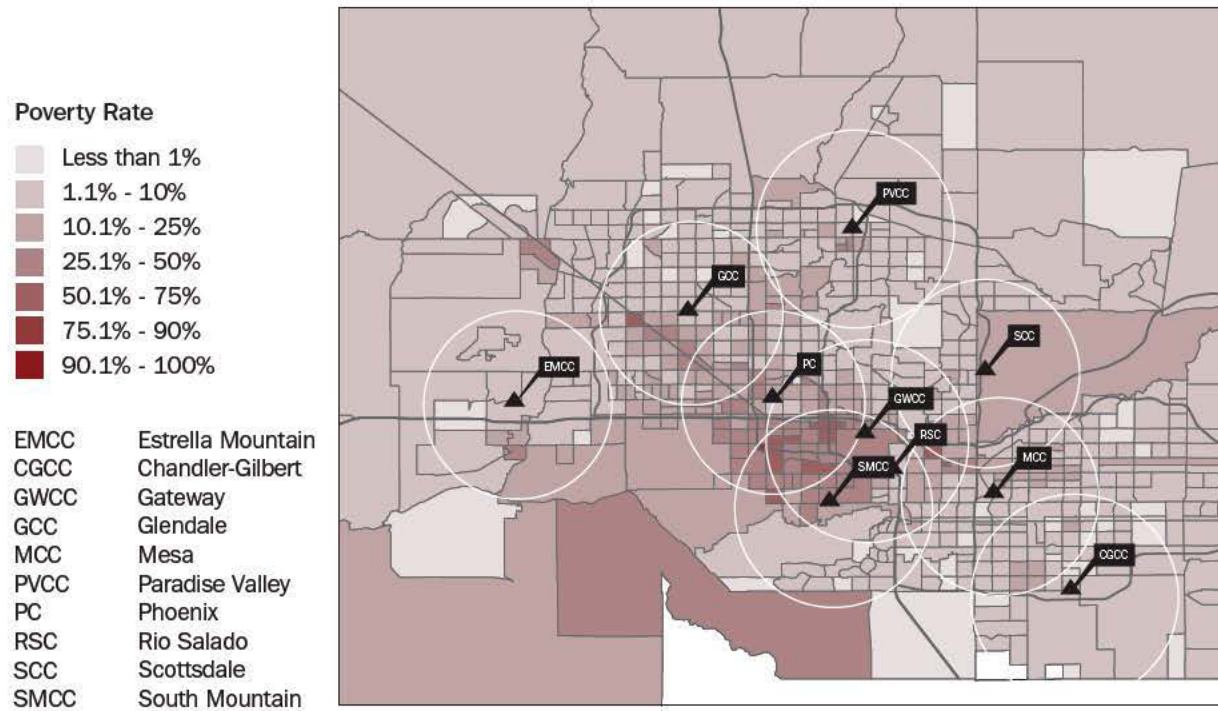 Poverty Rate
Less than 1%
1.1% - 10%
10.1% - 25%
25.1% - 50%
50.1% - 75%
75.1% - 90%
90.1% - 100%
EMCC Estrella Mountain
CGCC Chandler-Gilbert
GWCC Gateway
GCC Glendale
MCC Mesa
PVCC Paradise Valley
PC Phoenix
RSC Rio Salado
SCC Scottsdale
SMCC South Mountain
PVCC
GCC
SCC
EMCC
PC
GWCC
RSC
MCC
SMCC
CGCC